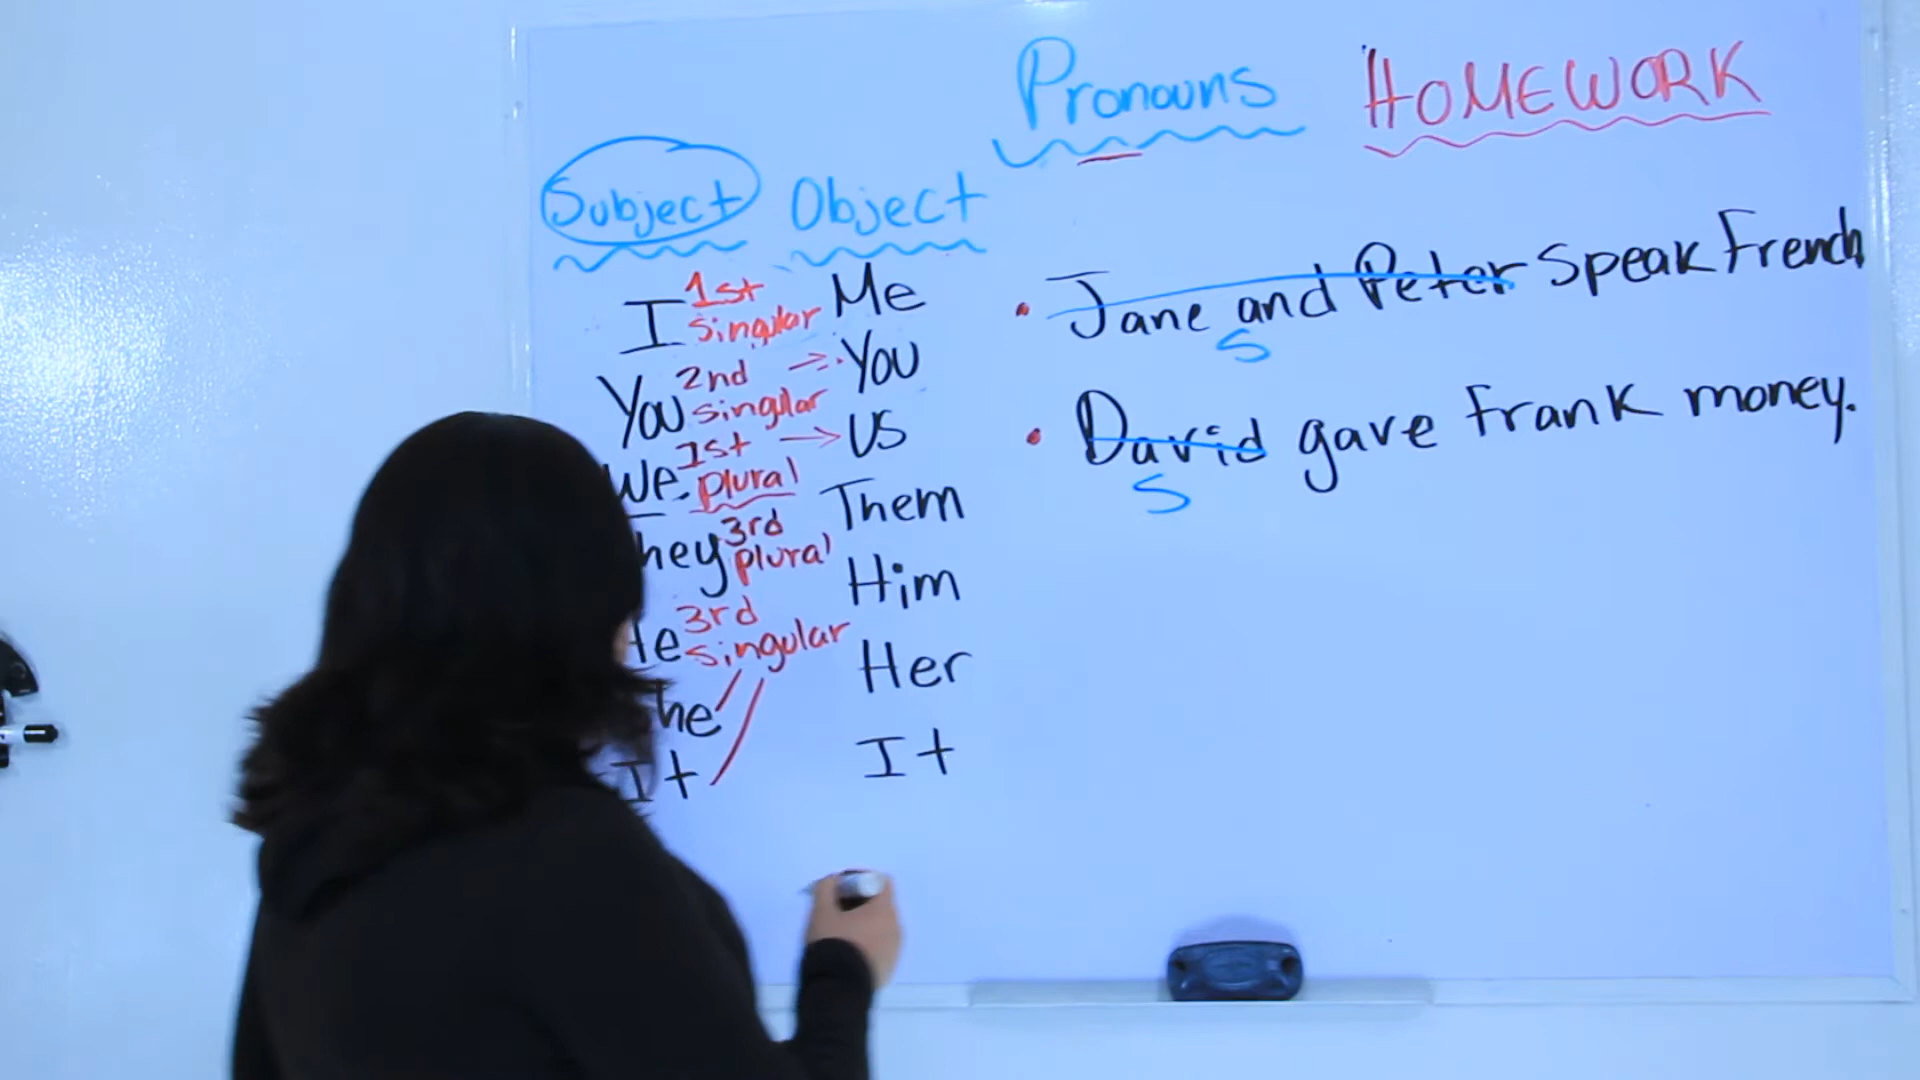 Pronouns HOMEWORK
Subject Object
I 1st singular Me
You 2nd singular => You
We 1st plural → US
hey 3rd plural Them
He 3rd singular Him
he Her
It It
• Jane and Peter Speak French
S
• David gave Frank money.
S